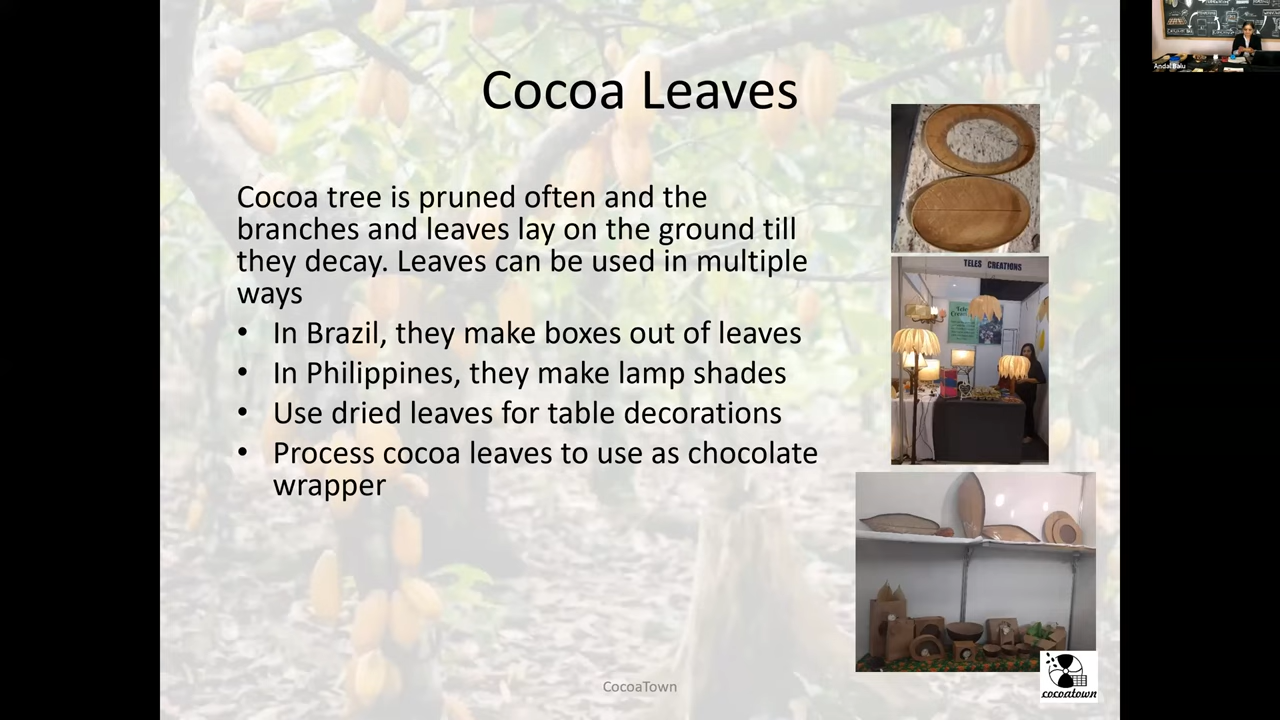 Cocoa Leaves
Andal Balu
Cocoa tree is pruned often and the
branches and leaves lay on the ground till
they decay. Leaves can be used in multiple
ways
• In Brazil, they make boxes out of leaves
• In Philippines, they make lamp shades
• Use dried leaves for table decorations
• Process cocoa leaves to use as chocolate
wrapper
TELES CREATIONS
CocoaTown
cocoatown